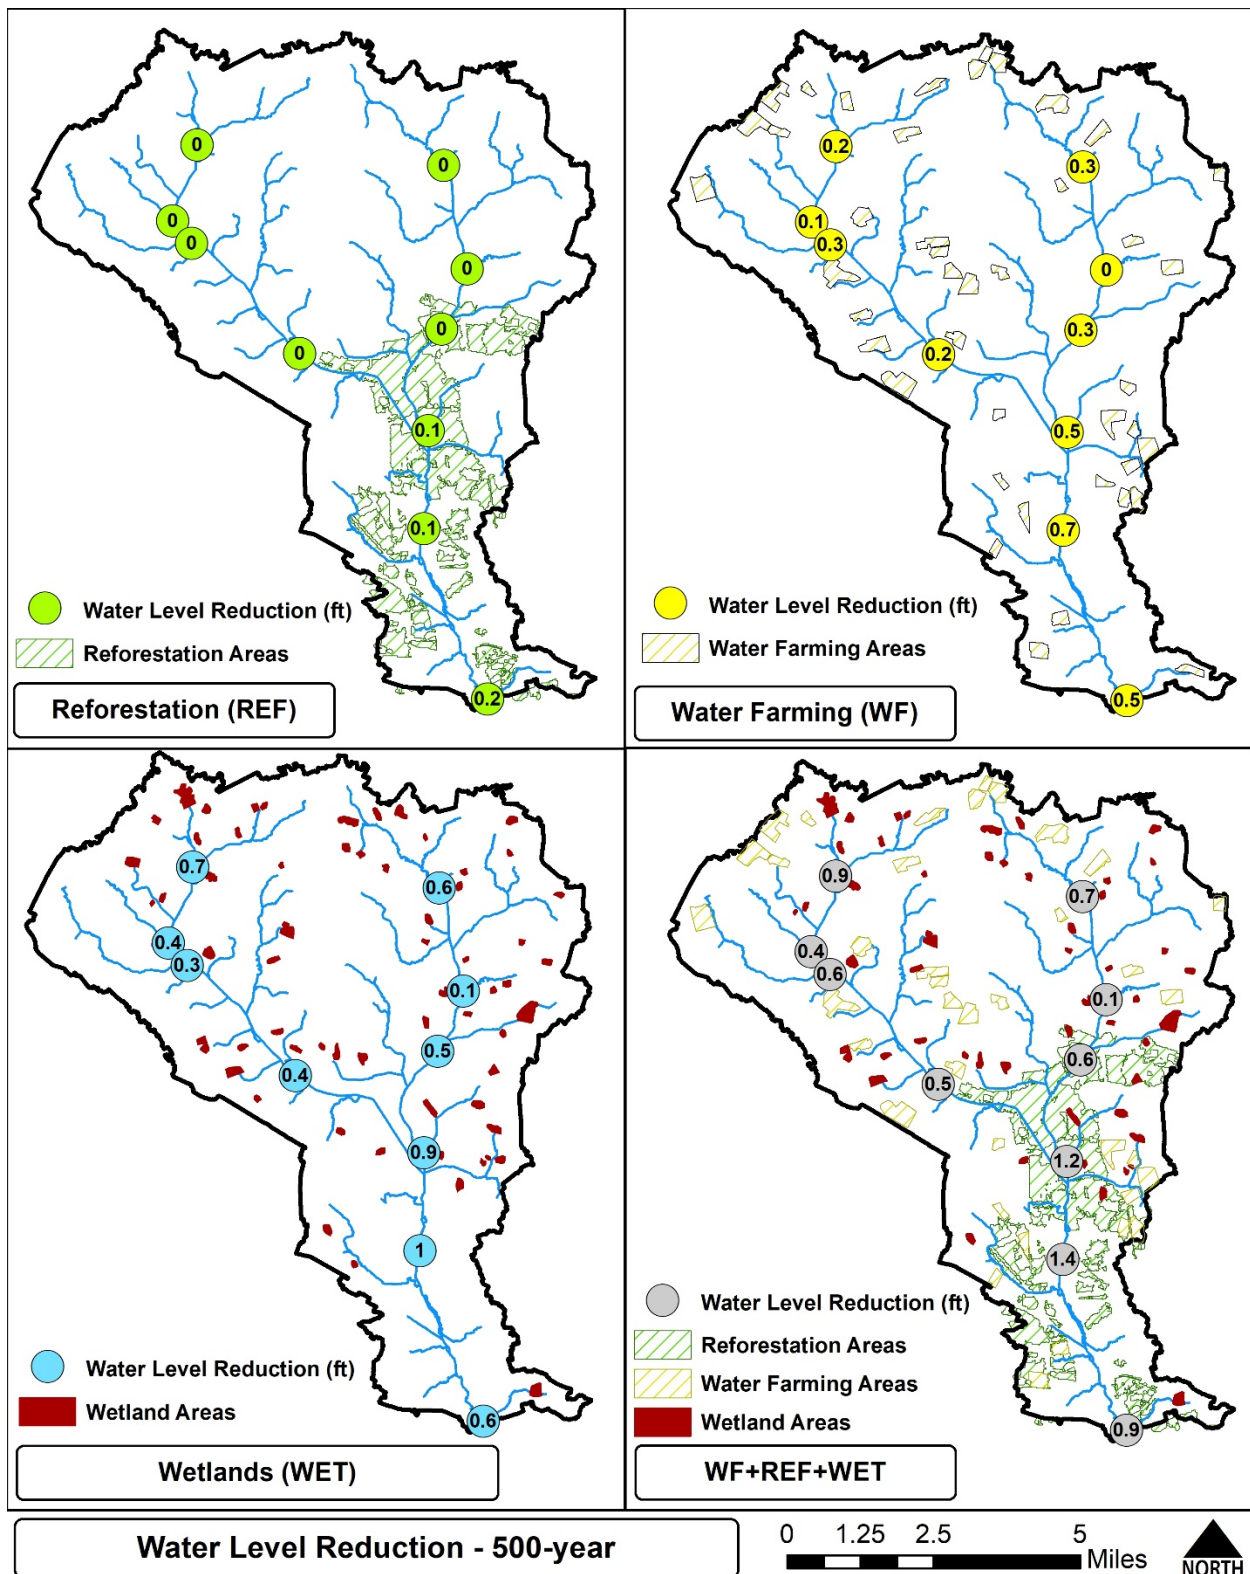 0
0
0
0
0
0
0
0.1
0.1
0.2
Water Level Reduction (ft)
Reforestation Areas
Reforestation (REF)
0.2
0.3
0.1
0.3
0
0.3
0.2
0.5
0.7
0.5
Water Level Reduction (ft)
Water Farming Areas
Water Farming (WF)
0.7
0.6
0.4
0.3
0.1
0.5
0.4
0.9
1
0.6
Water Level Reduction (ft)
Wetland Areas
Wetlands (WET)
0.9
0.7
0.4
0.6
0.1
0.6
0.5
1.2
1.4
0.9
Water Level Reduction (ft)
Reforestation Areas
Water Farming Areas
Wetland Areas
WF+REF+WET
Water Level Reduction - 500-year
0 1.25 2.5 5
Miles
NORTH